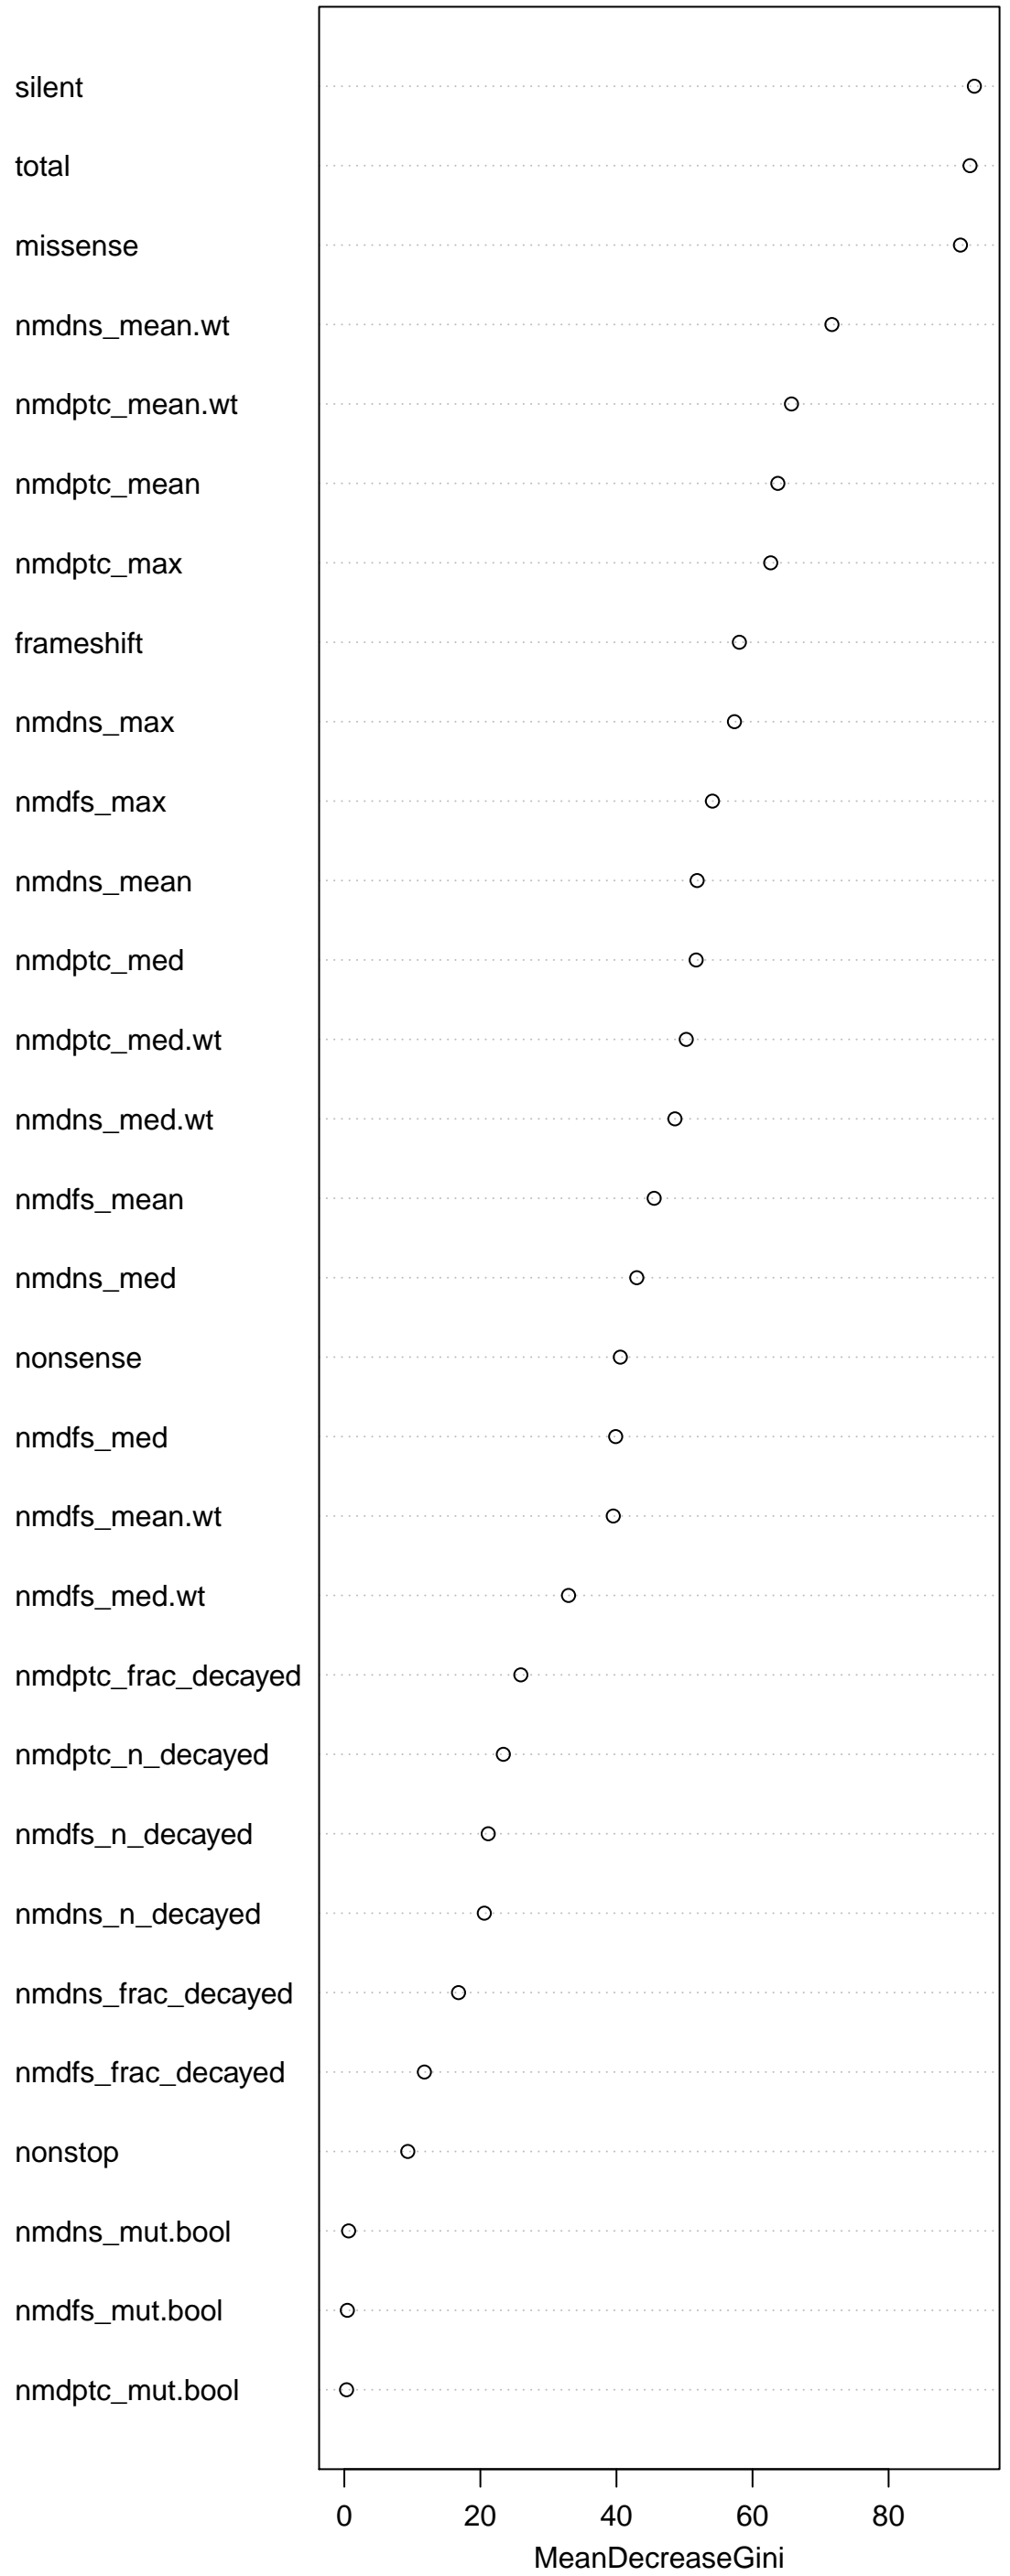 silent
total
missense
nmdns_mean.wt
nmdptc_mean.wt
nmdptc_mean
nmdptc_max
frameshift
nmdns_max
nmdfs_max
nmdns_mean
nmdptc_med
nmdptc_med.wt
nmdns_med.wt
nmdfs_mean
nmdns_med
nonsense
nmdfs_med
nmdfs_mean.wt
nmdfs_med.wt
nmdptc_frac_decayed
nmdptc_n_decayed
nmdfs_n_decayed
nmdns_n_decayed
nmdns_frac_decayed
nmdfs_frac_decayed
nonstop
nmdns_mut.bool
nmdfs_mut.bool
nmdptc_mut.bool
0 20 40 60 80
MeanDecreaseGini